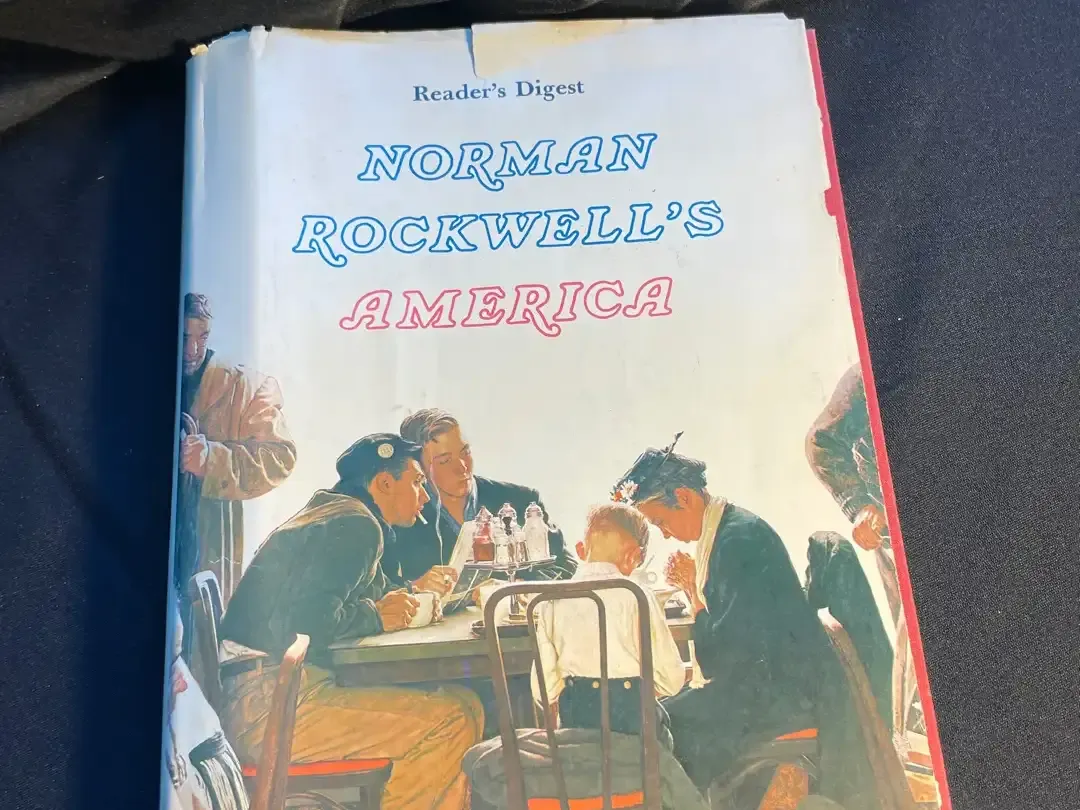 Reader's Digest
NORMAN
ROCKWELL'S
AMERICA